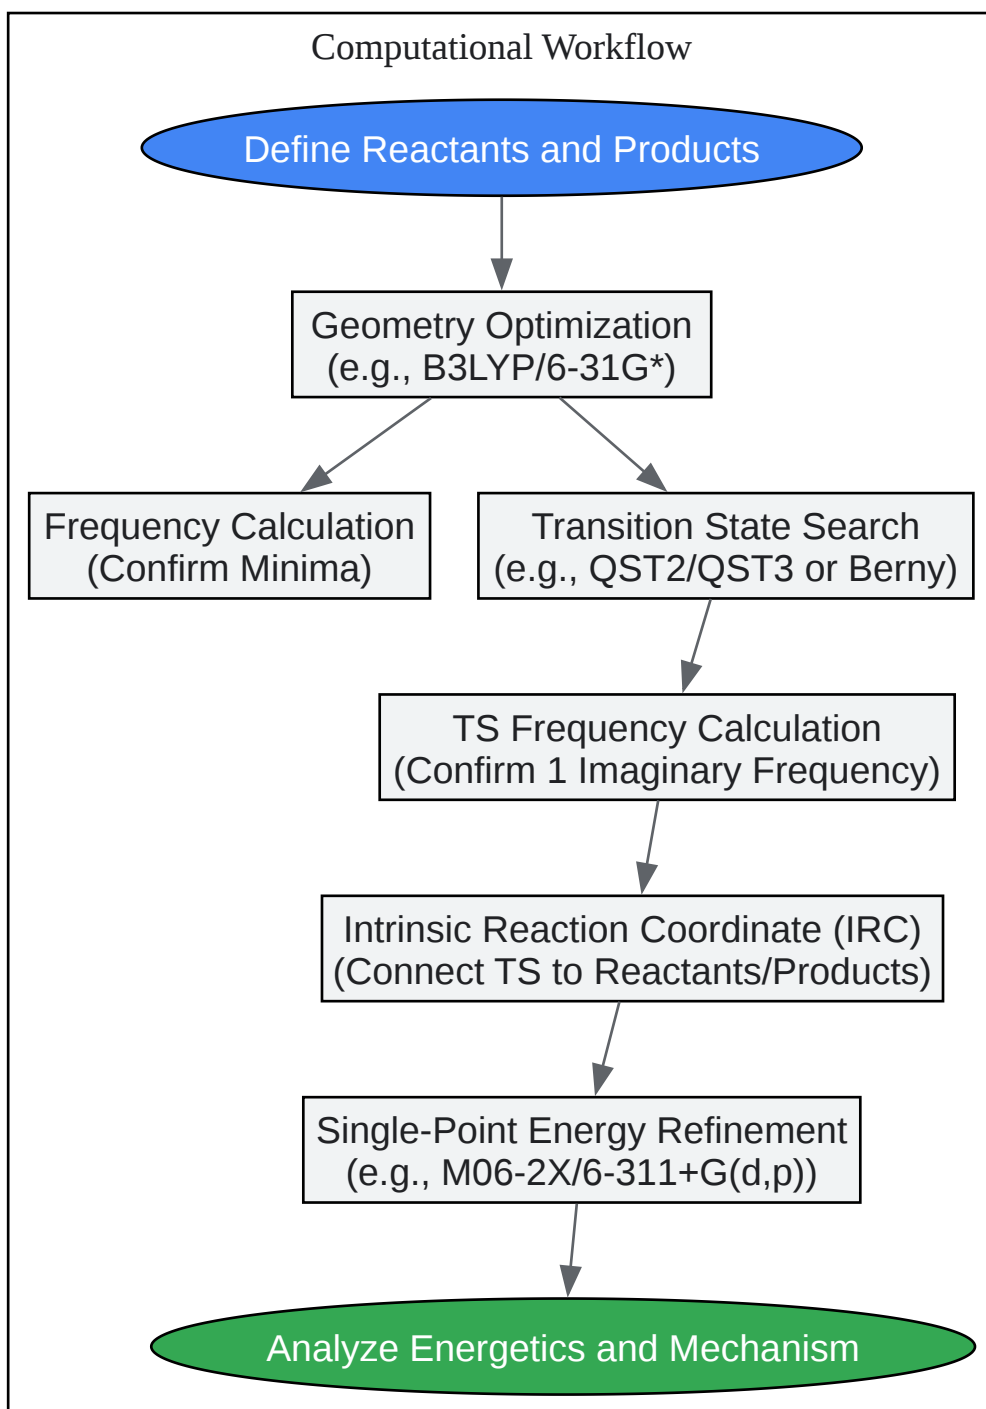 Computational Workflow
Define Reactants and Products
Geometry Optimization
(e.g., B3LYP/6-31G*)
Frequency Calculation
(Confirm Minima)
Transition State Search
(e.g., QST2/QST3 or Berny)
TS Frequency Calculation
(Confirm 1 Imaginary Frequency)
Intrinsic Reaction Coordinate (IRC)
(Connect TS to Reactants/Products)
Single-Point Energy Refinement
(e.g., M06-2X/6-311+G(d,p))
Analyze Energetics and Mechanism